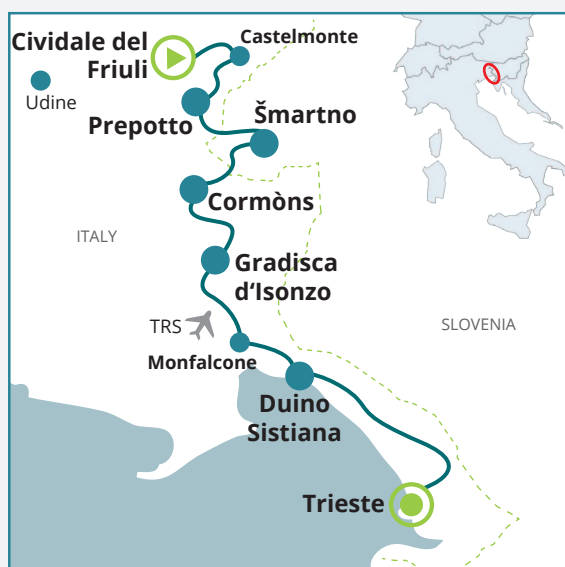 Cividale del
Friuli
Castelmonte
Udine
Prepotto
Šmartno
Cormòns
ITALY
Gradisca
d‘Isonzo
TRS
SLOVENIA
Monfalcone
Duino
Sistiana
Trieste